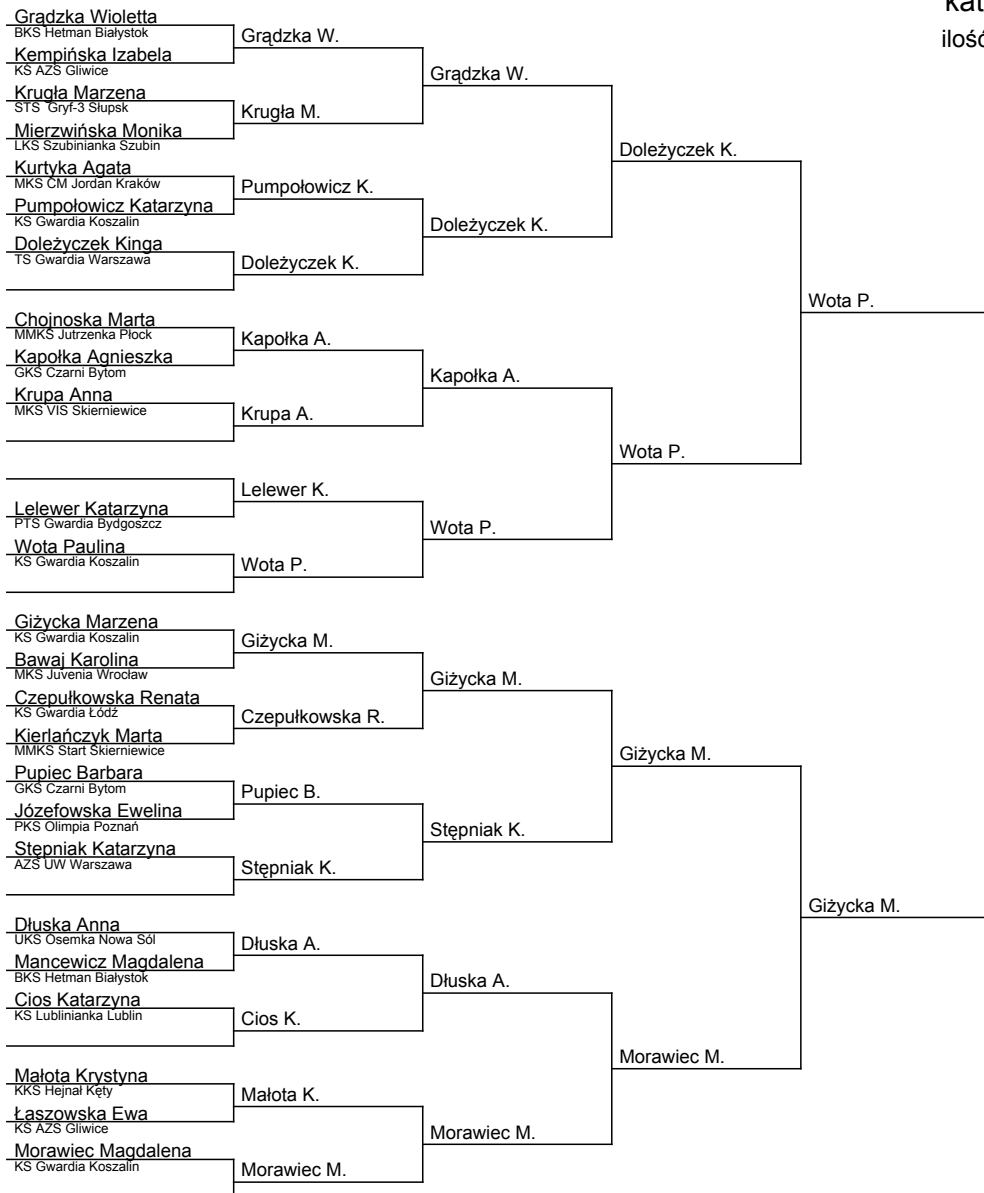 kat
ilość
Grądzka Wioletta
BKS Hetman Białystok
Kempińska Izabela
KS AZS Gliwice
Krugła Marzena
STS Gryf-3 Słupsk
Mierzwińska Monika
LKS Szubinianka Szubin
Kurtyka Agata
MKS CM Jordan Kraków
Pumpołowicz Katarzyna
KS Gwardia Koszalin
Doleżyczek Kinga
TS Gwardia Warszawa
Chojnoska Marta
MMKS Jutrzenka Płock
Kapołka Agnieszka
GKS Czarni Bytom
Krupa Anna
MKS VIS Skierniewice
Lelewer Katarzyna
PTS Gwardia Bydgoszcz
Wota Paulina
KS Gwardia Koszalin
Giżycka Marzena
KS Gwardia Koszalin
Bawaj Karolina
MKS Juvenia Wrocław
Czepułkowska Renata
KS Gwardia Łódź
Kierlańczyk Marta
MMKS Start Skierniewice
Pupiec Barbara
GKS Czarni Bytom
Józefowska Ewelina
PKS Olimpia Poznań
Stępniak Katarzyna
AZS UW Warszawa
Dłuska Anna
UKS Ósemka Nowa Sól
Mancewicz Magdalena
BKS Hetman Białystok
Cios Katarzyna
KS Lublinianka Lublin
Małota Krystyna
KKS Hejnał Kęty
Łaszowska Ewa
KS AZS Gliwice
Morawiec Magdalena
KS Gwardia Koszalin
Grądzka W.
Krugła M.
Pumpołowicz K.
Doleżyczek K.
Kapołka A.
Krupa A.
Lelewer K.
Wota P.
Giżycka M.
Czepułkowska R.
Pupiec B.
Stępniak K.
Dłuska A.
Cios K.
Małota K.
Morawiec M.
Grądzka W.
Doleżyczek K.
Kapołka A.
Wota P.
Giżycka M.
Stępniak K.
Dłuska A.
Morawiec M.
Doleżyczek K.
Wota P.
Giżycka M.
Morawiec M.
Wota P.
Giżycka M.